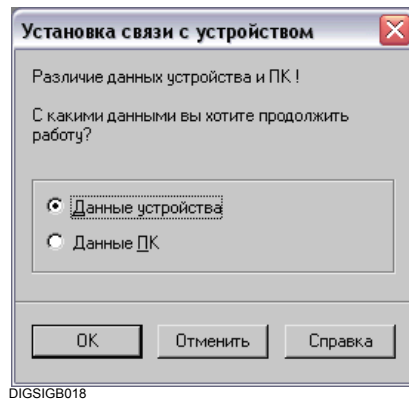 Установка связи с устройством
Различие данных устройства и ПК !
С какими данными вы хотите продолжить
работу?
Данные устройства
Данные ПК
OK
Отменить
Справка
DIGSIGB018